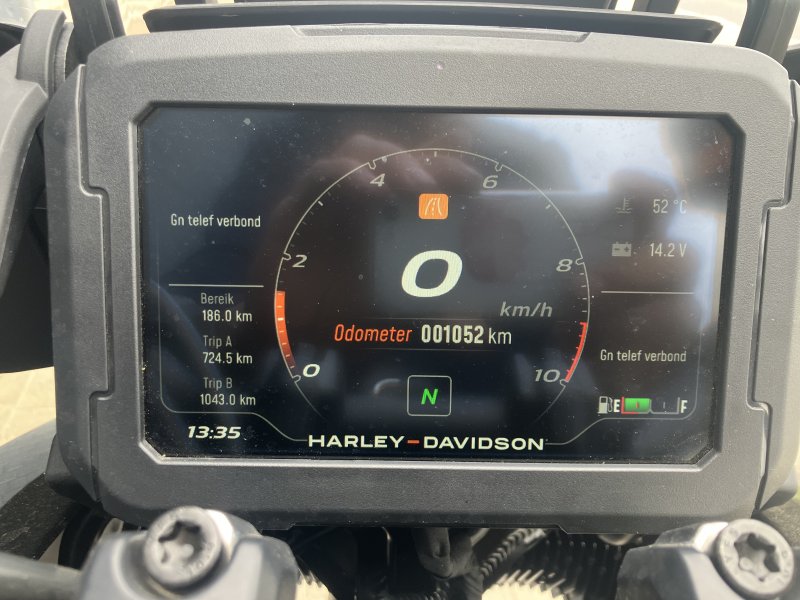 4 6
Gn telef verbond
52 °C
14.2 V
2 8
0
km/h
Bereik
186.0 km
Odometer 001052 km
Trip A
724.5 km
Gn telef verbond
0 10
Trip B
1043.0 km
N
E F
13:35
HARLEY-DAVIDSON